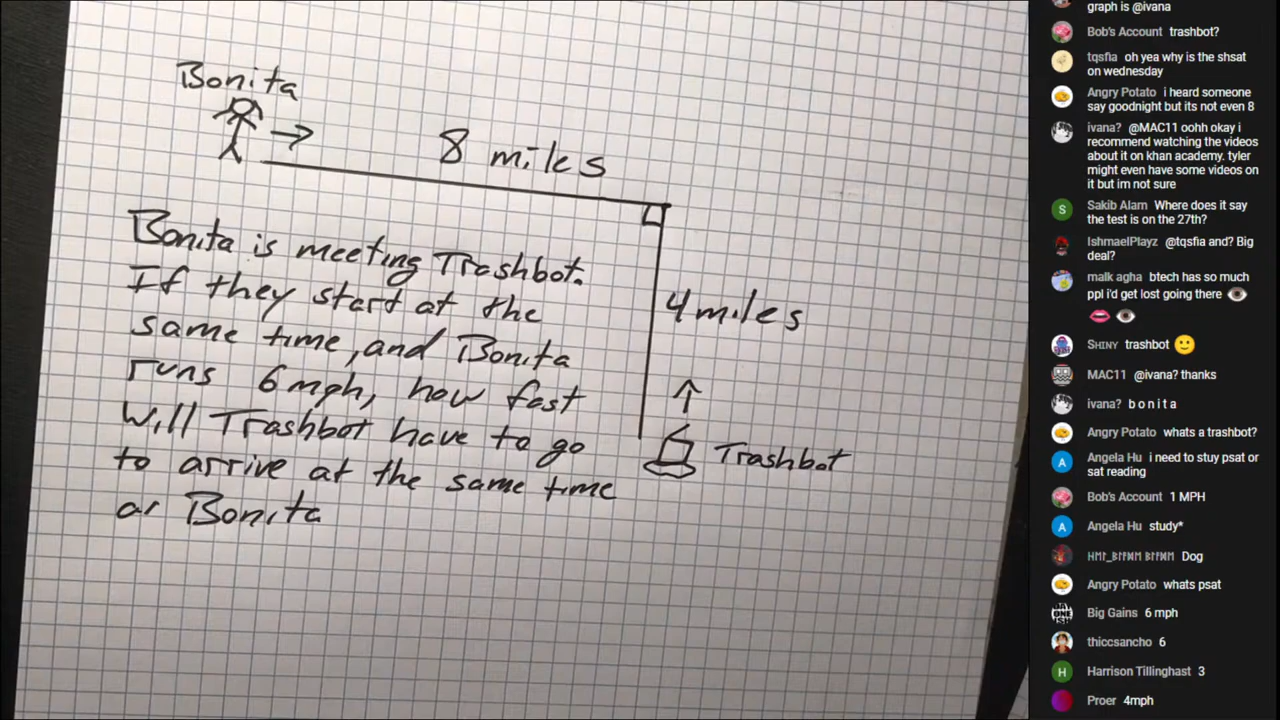 Bonita
8 miles
Bonita is meeting Trashbot.
If they start at the
same time, and Bonita
runs 6mph, how fast
will Trashbot have to go
to arrive at the same time
as Bonita
4 miles
Trashbot
graph is @ivana
Bob's Account trashbot?
tqsfia oh yea why is the shsat
on wednesday
Angry Potato i heard someone
say goodnight but its not even 8
ivana? @MAC11 oohh okay i
recommend watching the videos
about it on khan academy. tyler
might even have some videos on
it but im not sure
S
Sakib Alam Where does it say
the test is on the 27th?
IshmaelPlayz @tqsfia and? Big
deal?
malk agha btech has so much
ppl i'd get lost going there
Shiny trashbot
MAC11 @ivana? thanks
ivana? b o n i t a
Angry Potato whats a trashbot?
A
Angela Hu i need to stuy psat or
sat reading
Bob's Account 1 MPH
A
Angela Hu study*
Dog
Angry Potato whats psat
Big Gains 6 mph
thiccsancho 6
H
Harrison Tillinghast 3
Proer 4mph